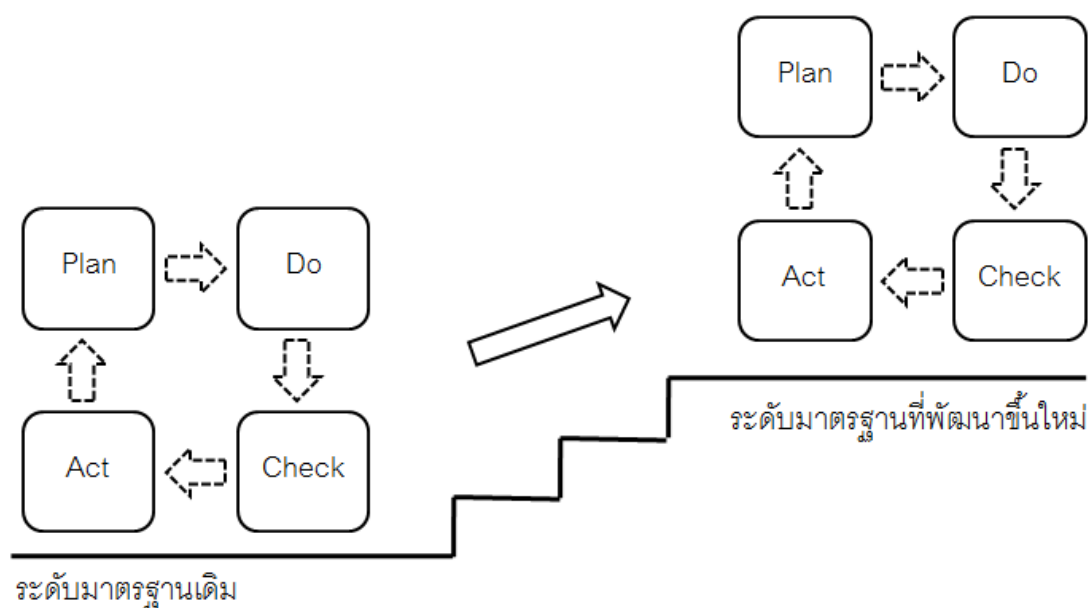 Plan
Do
Act
Check
ระดับมาตรฐานที่พัฒนาขึ้นใหม่
Plan
Do
Act
Check
ระดับมาตรฐานเดิม